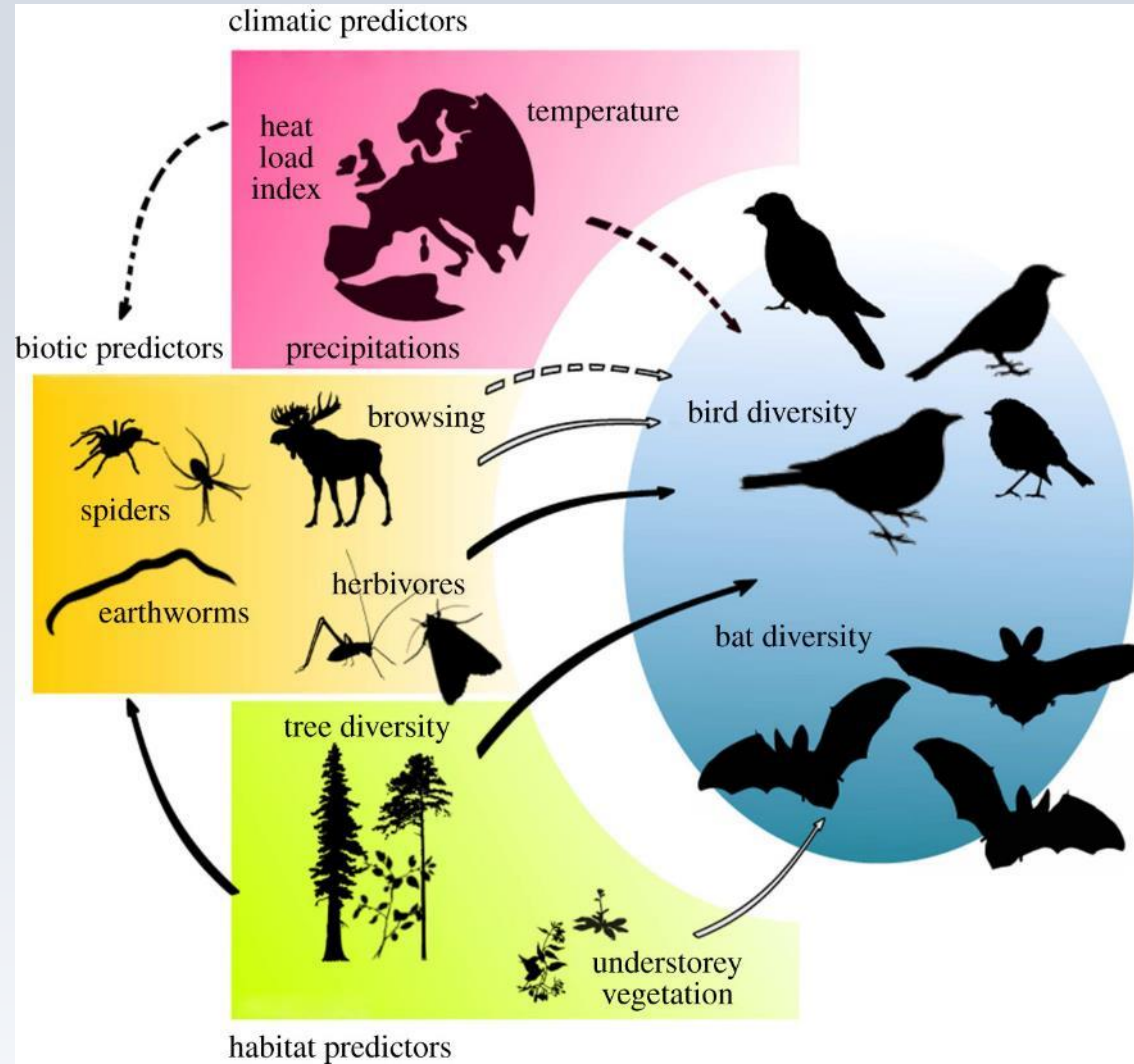 climatic predictors
temperature
heat
load
index
biotic predictors
precipitations
browsing
bird diversity
spiders
herbivores
earthworms
bat diversity
tree diversity
understorey
vegetation
habitat predictors